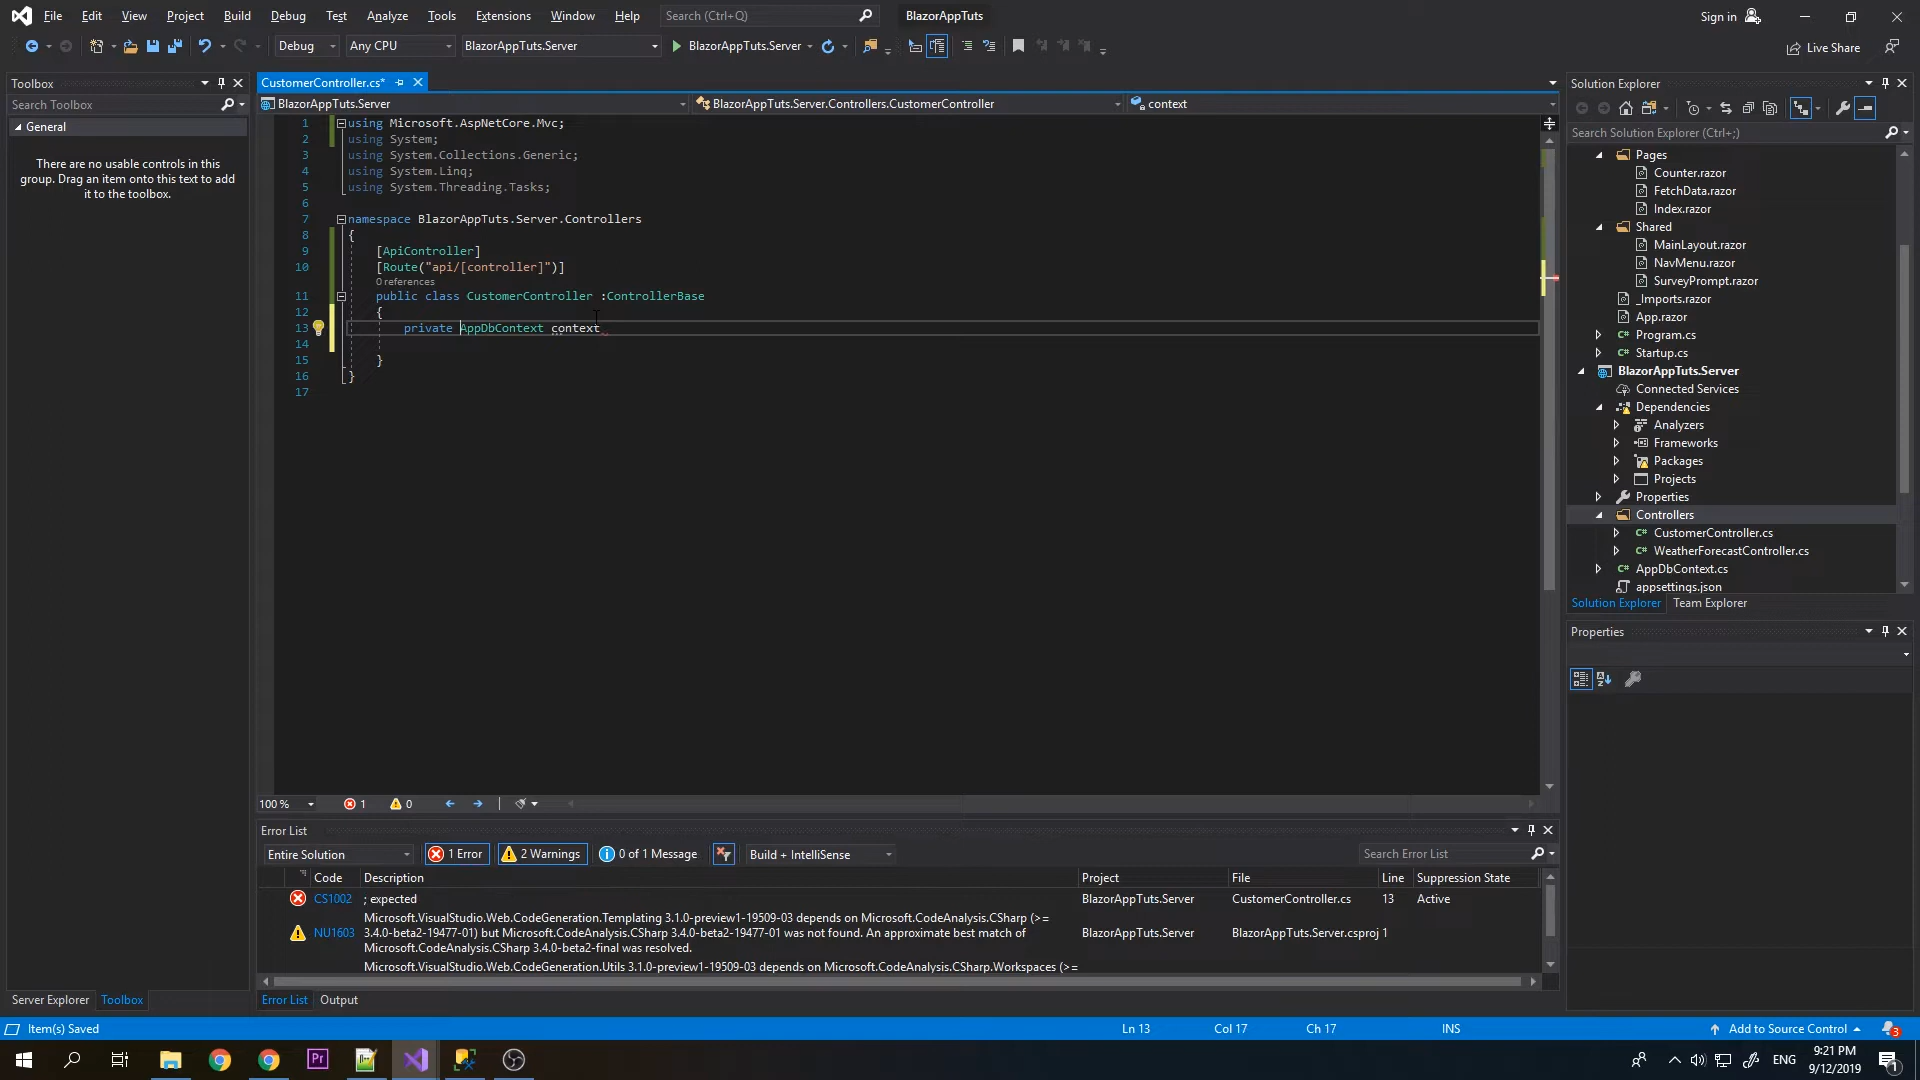 File Edit View Project Build Debug Test Analyze Tools Extensions Window Help Search (Ctrl+Q) BlazorAppTuts Sign in
Debug Any CPU BlazorAppTuts.Server BlazorAppTuts.Server Live Share
Toolbox
Search Toolbox
General
There are no usable controls in this
group. Drag an item onto this text to add
it to the toolbox.
Server Explorer Toolbox
CustomerController.cs*
BlazorAppTuts.Server BlazorAppTuts.Server.Controllers.CustomerController context
1 using Microsoft.AspNetCore.Mvc;
2 using System;
3 using System.Collections.Generic;
4 using System.Linq;
5 using System.Threading.Tasks;
6
7 namespace BlazorAppTuts.Server.Controllers
8 {
9 [ApiController]
10 [Route("api/[controller]")]
0 references
11 public class CustomerController :ControllerBase
12 {
13 private AppDbContext context
14
15 }
16 }
17
100 % 1 0
Error List
Entire Solution 1 Error 2 Warnings 0 of 1 Message Build + IntelliSense Search Error List
Code Description Project File Line Suppression State
CS1002 ; expected BlazorAppTuts.Server CustomerController.cs 13 Active
Microsoft.VisualStudio.Web.CodeGeneration.Templating 3.1.0-preview1-19509-03 depends on Microsoft.CodeAnalysis.CSharp (>=
NU1603 3.4.0-beta2-19477-01) but Microsoft.CodeAnalysis.CSharp 3.4.0-beta2-19477-01 was not found. An approximate best match of BlazorAppTuts.Server BlazorAppTuts.Server.csproj 1
Microsoft.CodeAnalysis.CSharp 3.4.0-beta2-final was resolved.
Microsoft.VisualStudio.Web.CodeGeneration.Utils 3.1.0-preview1-19509-03 depends on Microsoft.CodeAnalysis.CSharp.Workspaces (>=
Error List Output
Solution Explorer
Search Solution Explorer (Ctrl+;)
Pages
Counter.razor
FetchData.razor
Index.razor
Shared
MainLayout.razor
NavMenu.razor
SurveyPrompt.razor
_Imports.razor
App.razor
C# Program.cs
C# Startup.cs
BlazorAppTuts.Server
Connected Services
Dependencies
Analyzers
Frameworks
Packages
Projects
Properties
Controllers
C# CustomerController.cs
C# WeatherForecastController.cs
C# AppDbContext.cs
appsettings.json
Solution Explorer Team Explorer
Properties
Item(s) Saved Ln 13 Col 17 Ch 17 INS Add to Source Control 3
Pr ENG 9:21 PM
9/12/2019 1